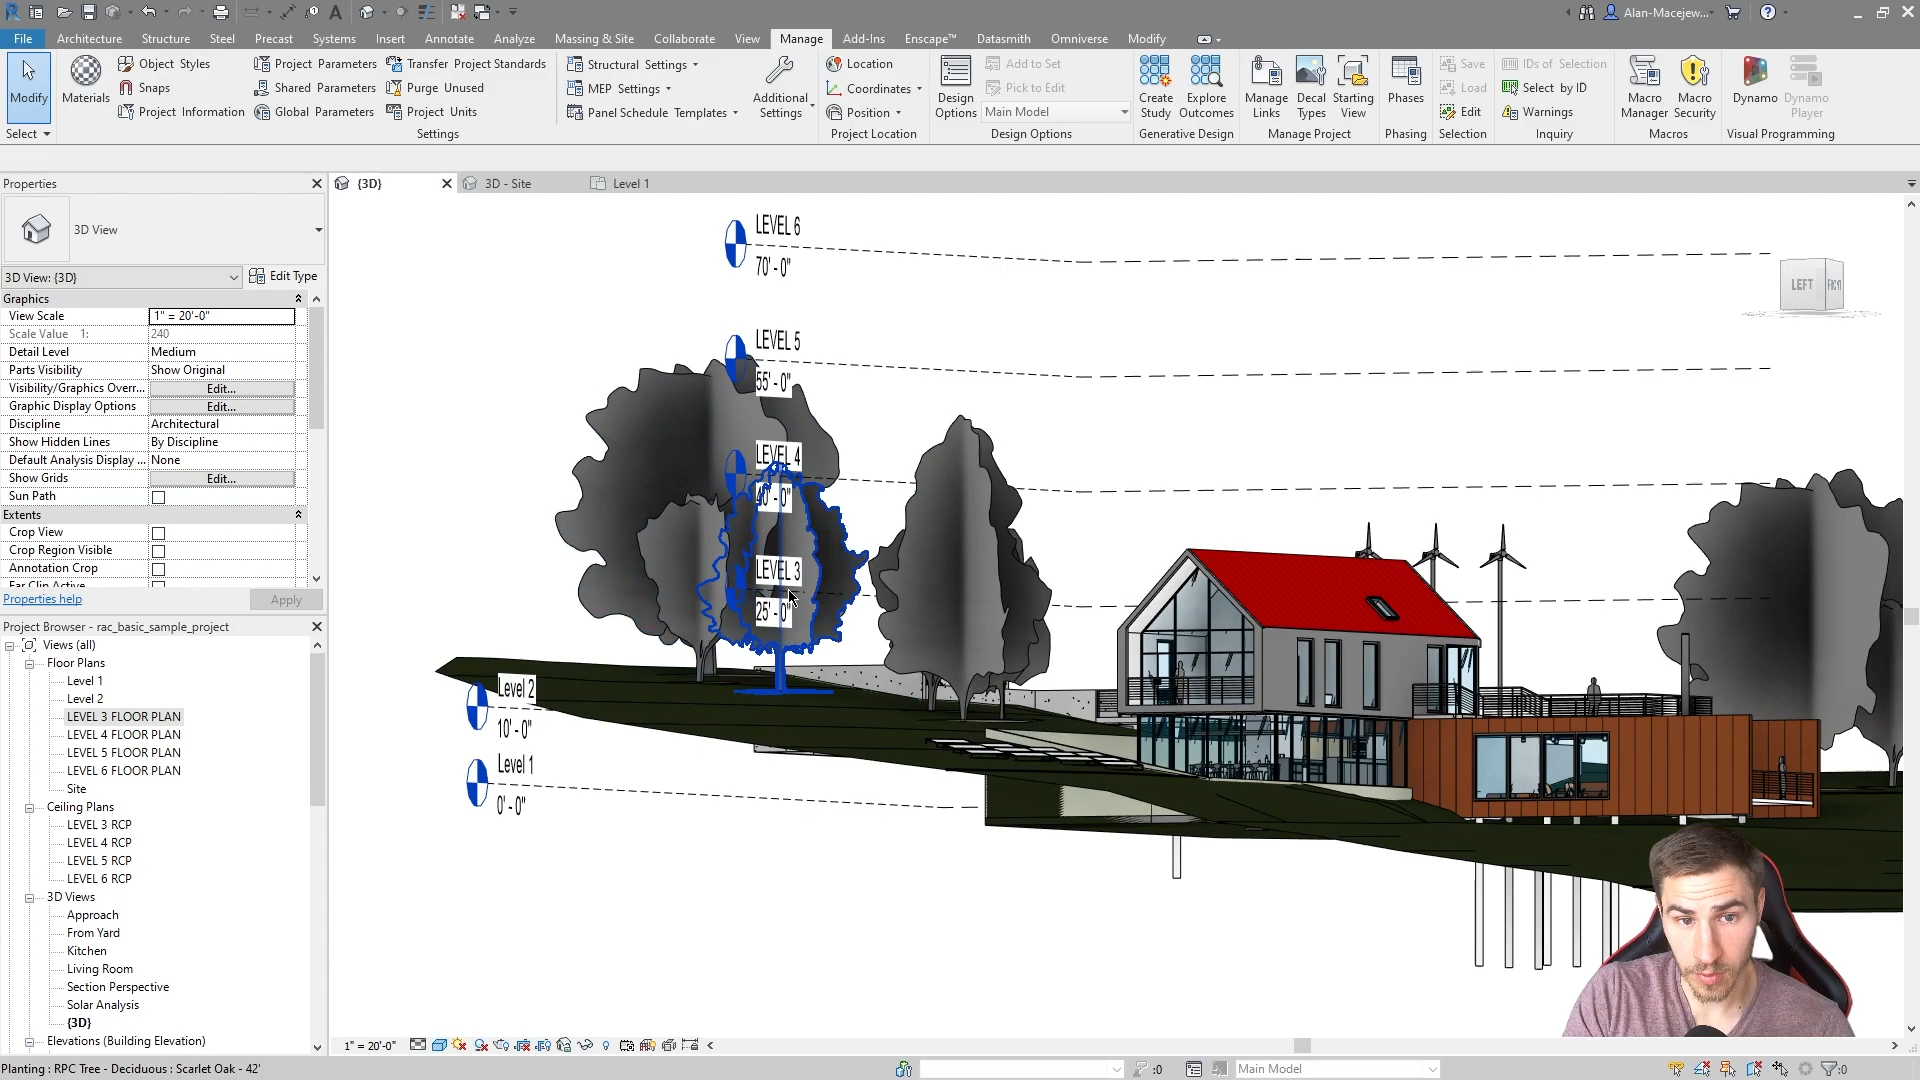 Alan-Macejew...
File Architecture Structure Steel Precast Systems Insert Annotate Analyze Massing & Site Collaborate View Manage Add-Ins Enscape™ Datasmith Omniverse Modify
Modify
Select
Materials
Object Styles
Snaps
Project Information
Project Parameters
Shared Parameters
Global Parameters
Transfer Project Standards
Purge Unused
Project Units
Settings
Structural Settings
MEP Settings
Panel Schedule Templates
Additional Settings
Location
Coordinates
Position
Project Location
Design Options
Add to Set
Pick to Edit
Main Model
Design Options
Create Study
Explore Outcomes
Generative Design
Manage Links
Decal Types
Starting View
Manage Project
Phases
Phasing
Save
Load
Edit
Selection
IDs of Selection
Select by ID
Warnings
Inquiry
Macro Manager
Macro Security
Macros
Dynamo
Dynamo Player
Visual Programming
Properties
3D View
3D View: {3D}
Edit Type
Graphics
View Scale 1" = 20'-0"
Scale Value 1: 240
Detail Level Medium
Parts Visibility Show Original
Visibility/Graphics Overr... Edit...
Graphic Display Options Edit...
Discipline Architectural
Show Hidden Lines By Discipline
Default Analysis Display ... None
Show Grids Edit...
Sun Path
Extents
Crop View
Crop Region Visible
Annotation Crop
Far Clip Active
Properties help
Apply
Project Browser - rac_basic_sample_project
Views (all)
Floor Plans
Level 1
Level 2
LEVEL 3 FLOOR PLAN
LEVEL 4 FLOOR PLAN
LEVEL 5 FLOOR PLAN
LEVEL 6 FLOOR PLAN
Site
Ceiling Plans
LEVEL 3 RCP
LEVEL 4 RCP
LEVEL 5 RCP
LEVEL 6 RCP
3D Views
Approach
From Yard
Kitchen
Living Room
Section Perspective
Solar Analysis
{3D}
Elevations (Building Elevation)
{3D}
3D - Site
Level 1
LEVEL 6
70' - 0"
LEVEL 5
55' - 0"
LEVEL 4
40' - 0"
LEVEL 3
25' - 0"
Level 2
10' - 0"
Level 1
0' - 0"
LEFT
FRONT
1" = 20'-0"
Planting : RPC Tree - Deciduous : Scarlet Oak - 42'
:0
Main Model
:0